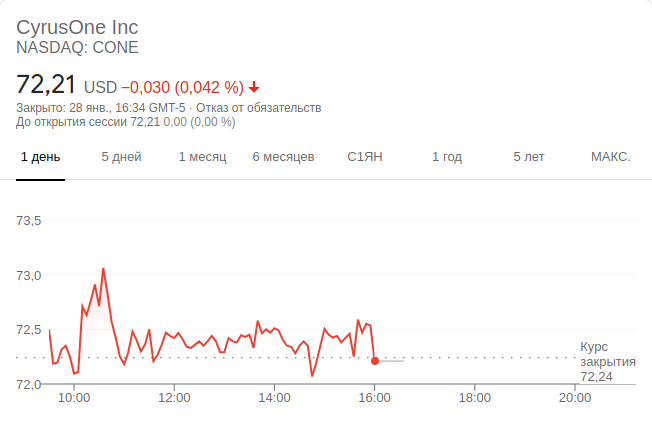 CyrusOne Inc
NASDAQ: CONE
72,21 USD −0,030 (0,042 %)
Закрыто: 28 янв., 16:34 GMT-5 · Отказ от обязательств
До открытия сессии 72,21 0,00 (0,00 %)
1 день 5 дней 1 месяц 6 месяцев С1ЯН 1 год 5 лет МАКС.
73,5
73,0
72,5
Курс
закрытия
72,24
72,0
10:00 12:00 14:00 16:00 18:00 20:00